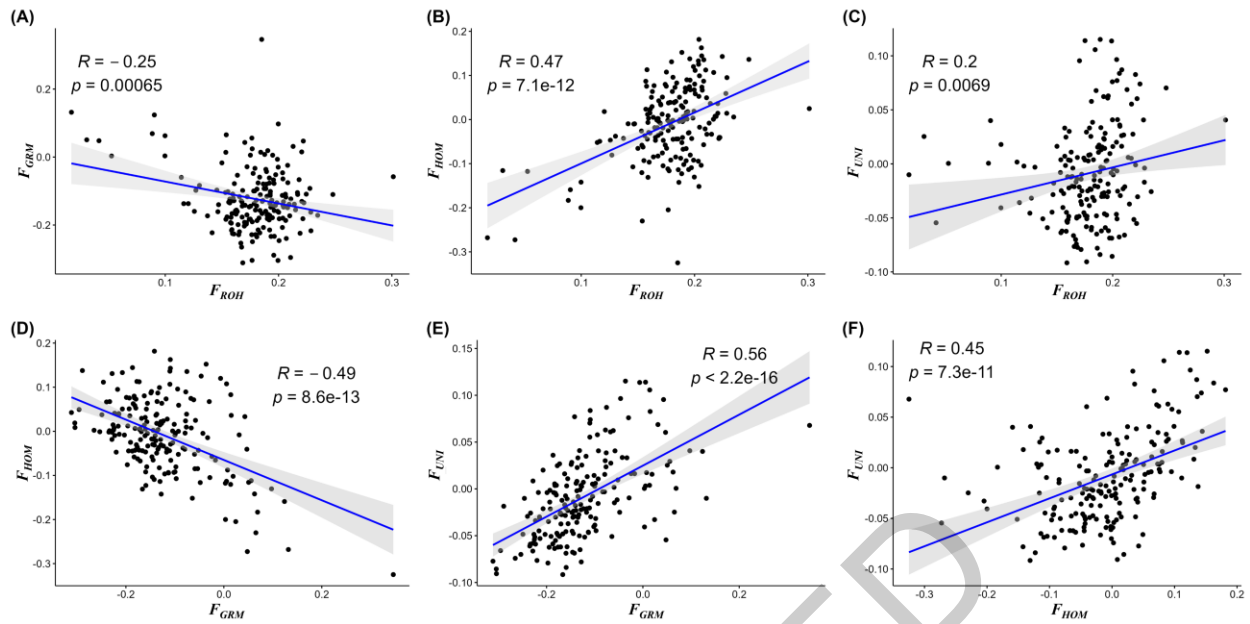 (A)
R = − 0.25
p = 0.00065
0.2
0.0
-0.2
F_GRM
0.1
0.2
0.3
F_ROH
(B)
R = 0.47
p = 7.1e-12
0.2
0.1
0.0
-0.1
-0.2
-0.3
F_HOM
0.1
0.2
0.3
F_ROH
(C)
R = 0.2
p = 0.0069
0.10
0.05
0.00
-0.05
-0.10
F_UNI
0.1
0.2
0.3
F_ROH
(D)
R = − 0.49
p = 8.6e-13
0.2
0.1
0.0
-0.1
-0.2
-0.3
F_HOM
-0.2
0.0
0.2
F_GRM
(E)
R = 0.56
p < 2.2e-16
0.15
0.10
0.05
0.00
-0.05
-0.10
F_UNI
-0.2
0.0
0.2
F_GRM
(F)
R = 0.45
p = 7.3e-11
0.10
0.05
0.00
-0.05
-0.10
F_UNI
-0.3
-0.2
-0.1
0.0
0.1
0.2
F_HOM